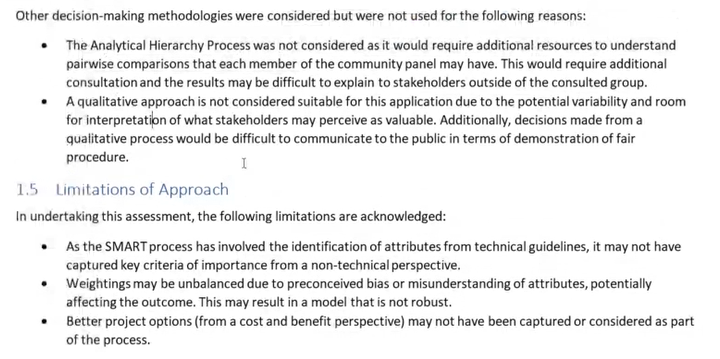 Other decision-making methodologies were considered but were not used for the following reasons:
• The Analytical Hierarchy Process was not considered as it would require additional resources to understand
pairwise comparisons that each member of the community panel may have. This would require additional
consultation and the results may be difficult to explain to stakeholders outside of the consulted group.
• A qualitative approach is not considered suitable for this application due to the potential variability and room
for interpretation of what stakeholders may perceive as valuable. Additionally, decisions made from a
qualitative process would be difficult to communicate to the public in terms of demonstration of fair
procedure.
1.5 Limitations of Approach
In undertaking this assessment, the following limitations are acknowledged:
• As the SMART process has involved the identification of attributes from technical guidelines, it may not have
captured key criteria of importance from a non-technical perspective.
• Weightings may be unbalanced due to preconceived bias or misunderstanding of attributes, potentially
affecting the outcome. This may result in a model that is not robust.
• Better project options (from a cost and benefit perspective) may not have been captured or considered as part
of the process.